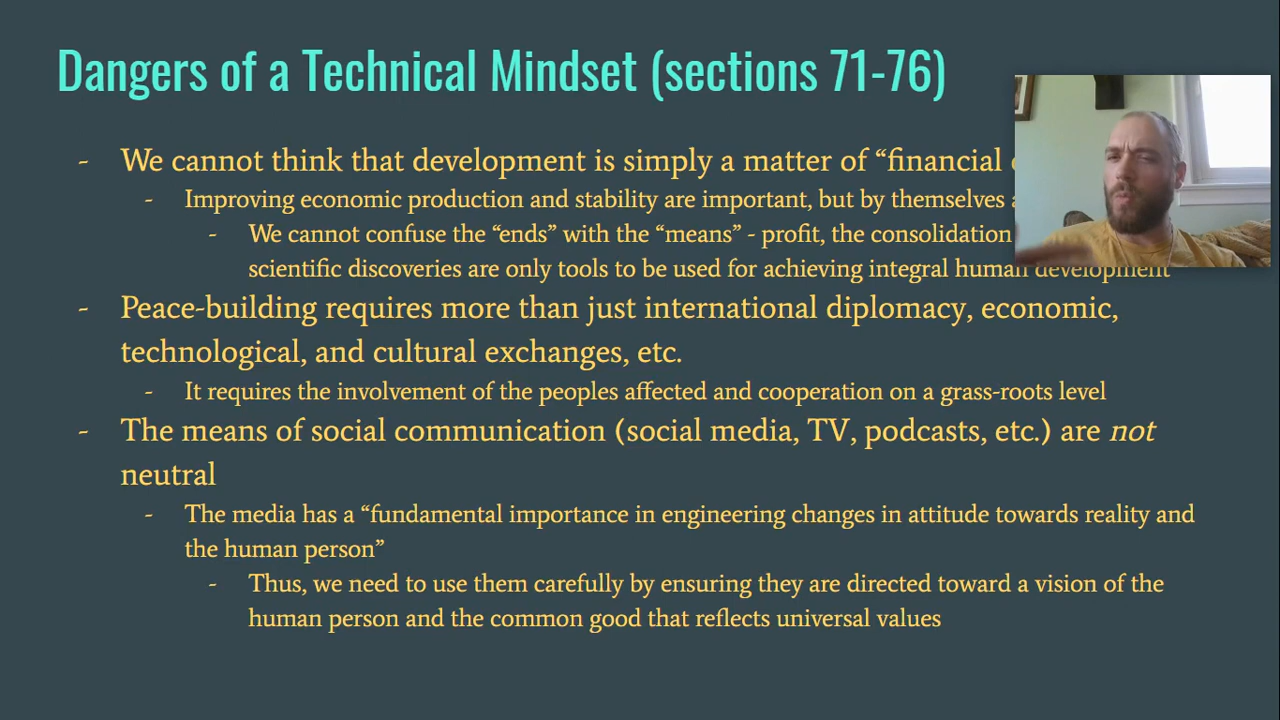 Dangers of a Technical Mindset (sections 71-76)
- We cannot think that development is simply a matter of “financial
- Improving economic production and stability are important, but by themselves
- We cannot confuse the “ends” with the “means” - profit, the consolidation
scientific discoveries are only tools to be used for achieving integral human development
- Peace-building requires more than just international diplomacy, economic,
technological, and cultural exchanges, etc.
- It requires the involvement of the peoples affected and cooperation on a grass-roots level
- The means of social communication (social media, TV, podcasts, etc.) are not
neutral
- The media has a “fundamental importance in engineering changes in attitude towards reality and
the human person”
- Thus, we need to use them carefully by ensuring they are directed toward a vision of the
human person and the common good that reflects universal values